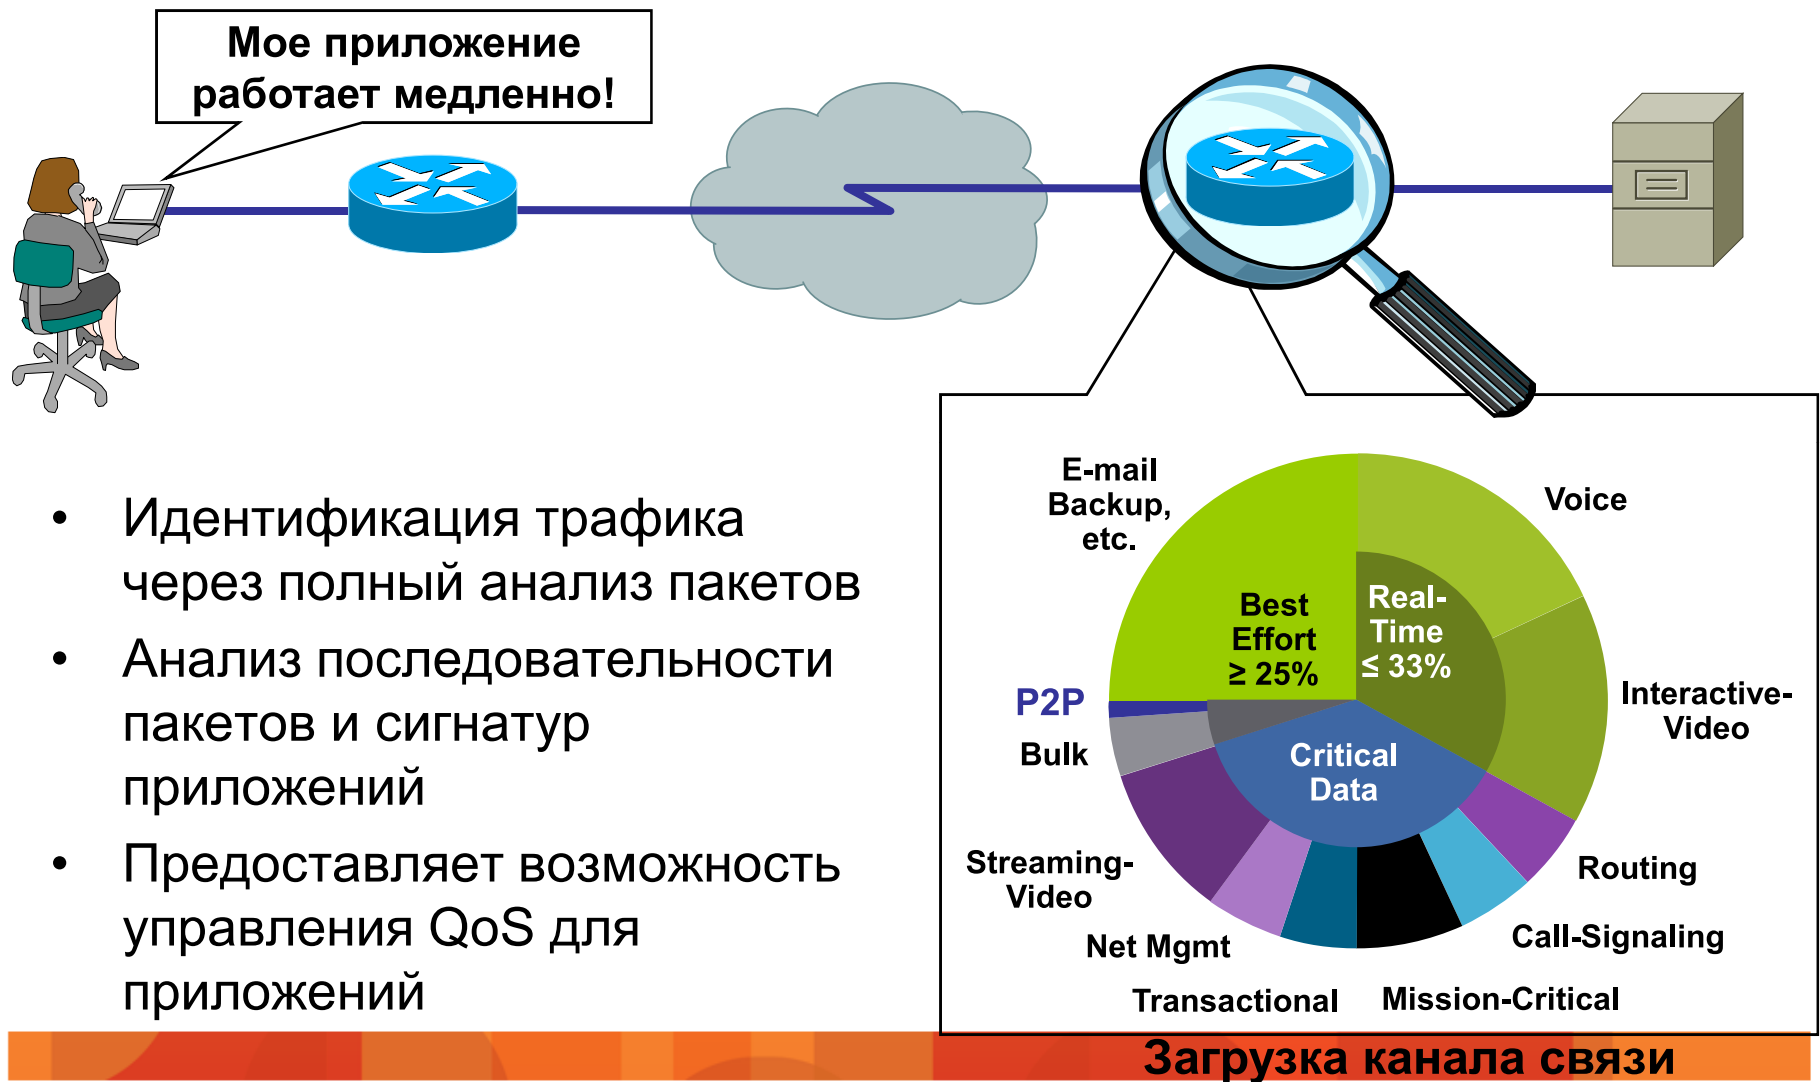 Мое приложение
работает медленно!
• Идентификация трафика
через полный анализ пакетов
• Анализ последовательности
пакетов и сигнатур
приложений
• Предоставляет возможность
управления QoS для
приложений
E-mail
Backup,
etc.
Voice
Best
Effort
≥ 25%
Real-
Time
≤ 33%
P2P
Bulk
Interactive-
Video
Critical
Data
Streaming-
Video
Routing
Net Mgmt
Call-Signaling
Transactional
Mission-Critical
Загрузка канала связи